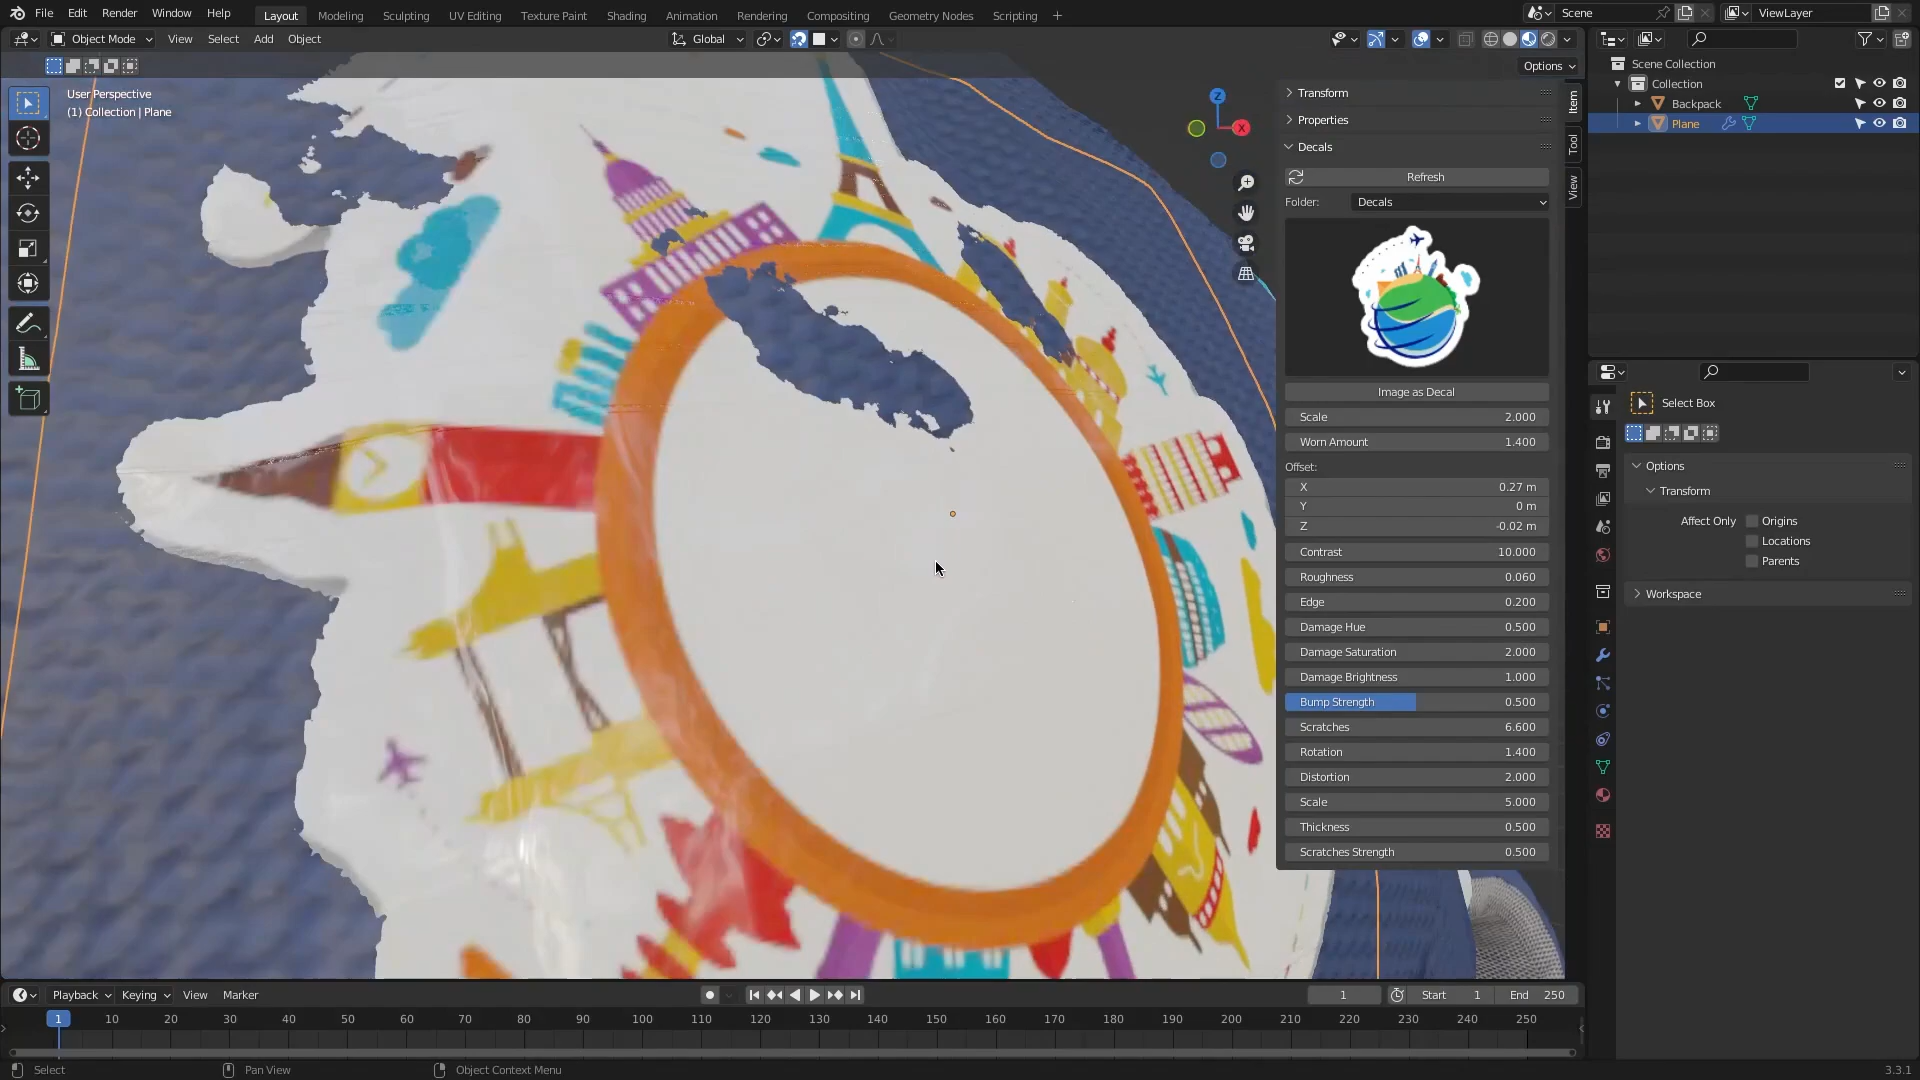 File Edit Render Window Help Layout Modeling Sculpting UV Editing Texture Paint Shading Animation Rendering Compositing Geometry Nodes Scripting + Scene ViewLayer
Object Mode View Select Add Object Global
Options
User Perspective
(1) Collection | Plane
Z
X
Transform
Properties
Decals
Refresh
Folder: Decals
Image as Decal
Scale 2.000
Worn Amount 1.400
Offset:
X 0.27 m
Y 0 m
Z -0.02 m
Contrast 10.000
Roughness 0.060
Edge 0.200
Damage Hue 0.500
Damage Saturation 2.000
Damage Brightness 1.000
Bump Strength 0.500
Scratches 6.600
Rotation 1.400
Distortion 2.000
Scale 5.000
Thickness 0.500
Scratches Strength 0.500
Item
Tool
View
Scene Collection
Collection
Backpack
Plane
Select Box
Options
Transform
Affect Only Origins
Locations
Parents
Workspace
Playback Keying View Marker 1 Start 1 End 250
1 10 20 30 40 50 60 70 80 90 100 110 120 130 140 150 160 170 180 190 200 210 220 230 240 250
Select Pan View Object Context Menu 3.3.1